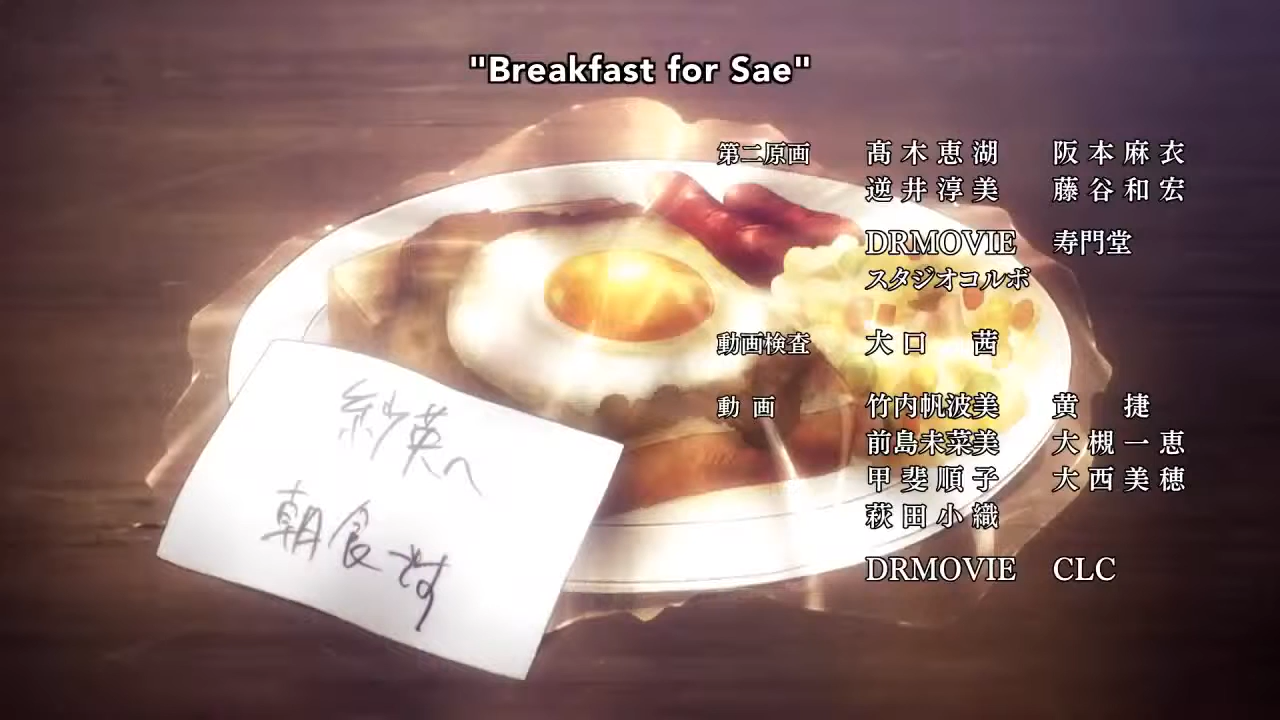 "Breakfast for Sae"
第二原画 髙木恵湖 阪本麻衣
逆井淳美 藤谷和宏
DRMOVIE 寿門堂
スタジオコルボ
動画検査 大口 茜
動画 竹内帆波美 黄 捷
前島未菜美 大槻一恵
甲斐順子 大西美穂
萩田小織
DRMOVIE CLC
紗英へ
朝食です